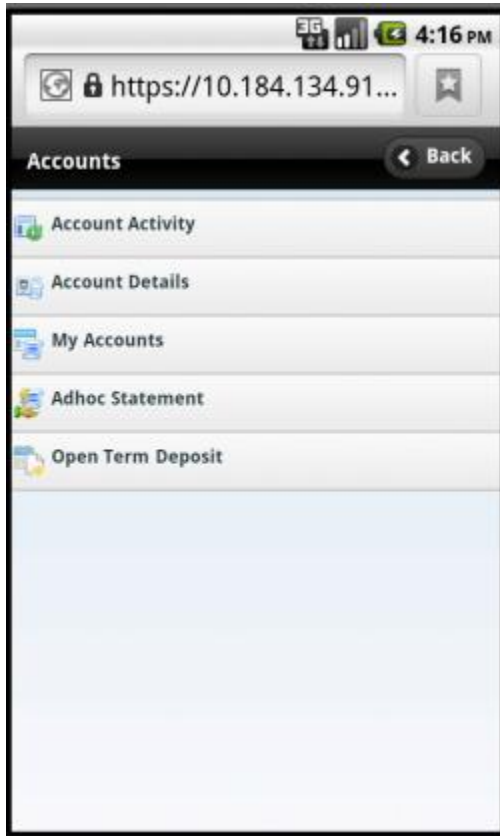 3G 4:16 PM
https://10.184.134.91...
Accounts Back
Account Activity
Account Details
My Accounts
Adhoc Statement
Open Term Deposit